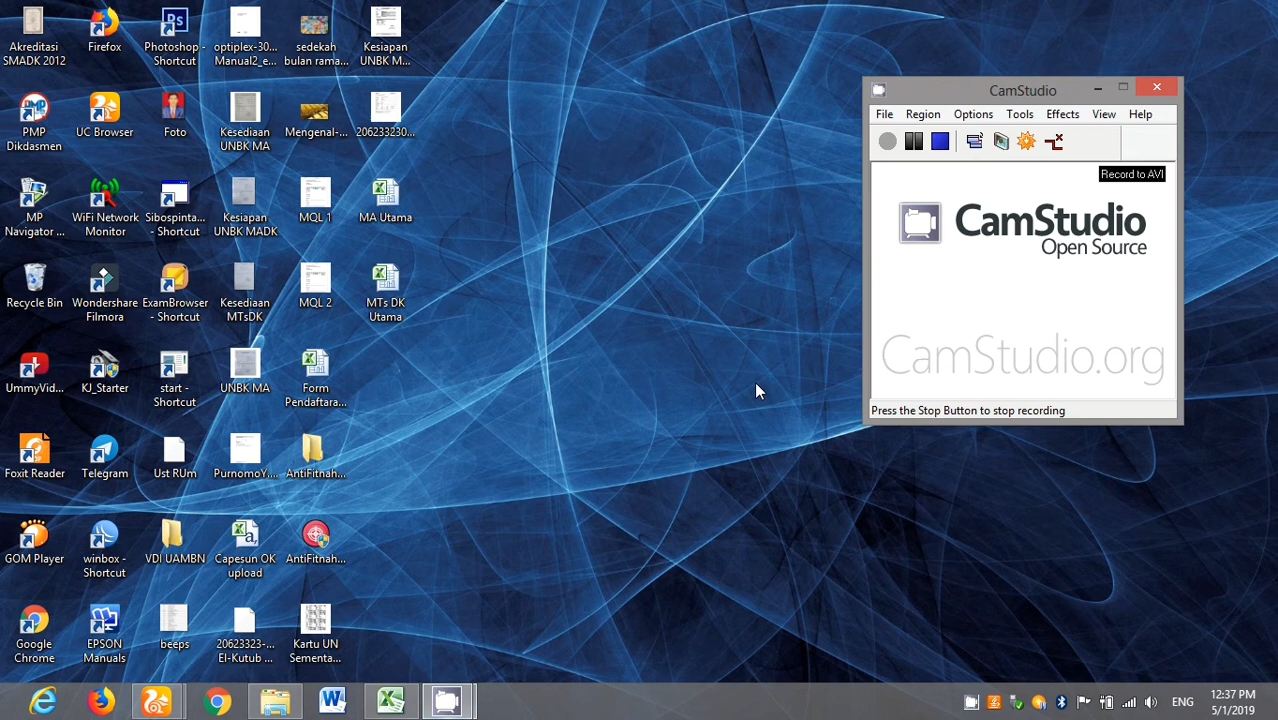 Akreditasi
SMADK 2012
Firefox
Photoshop -
Shortcut
optiplex-30...
Manual2_e...
sedekah
bulan rama...
Kesiapan
UNBK M...
PMP
Dikdasmen
UC Browser
Foto
Kesediaan
UNBK MA
Mengenal-...
206233230...
MP
Navigator ...
WiFi Network
Monitor
Sibospinta...
- Shortcut
Kesiapan
UNBK MADK
MQL 1
MA Utama
Recycle Bin
Wondershare
Filmora
ExamBrowser
- Shortcut
Kesediaan
MTsDK
MQL 2
MTs DK
Utama
UmmyVid...
KJ_Starter
start -
Shortcut
UNBK MA
Form
Pendaftara...
Foxit Reader
Telegram
Ust RUm
PurnomoY....
AntiFitnah...
GOM Player
winbox -
Shortcut
VDI UAMBN
Capesun OK
upload
AntiFitnah...
Google
Chrome
EPSON
Manuals
beeps
20623323-...
El-Kutub ...
Kartu UN
Sementa...
CamStudio
File Region Options Tools Effects View Help
Record to AVI
CamStudio
Open Source
CamStudio.org
Press the Stop Button to stop recording
ENG
12:37 PM
5/1/2019